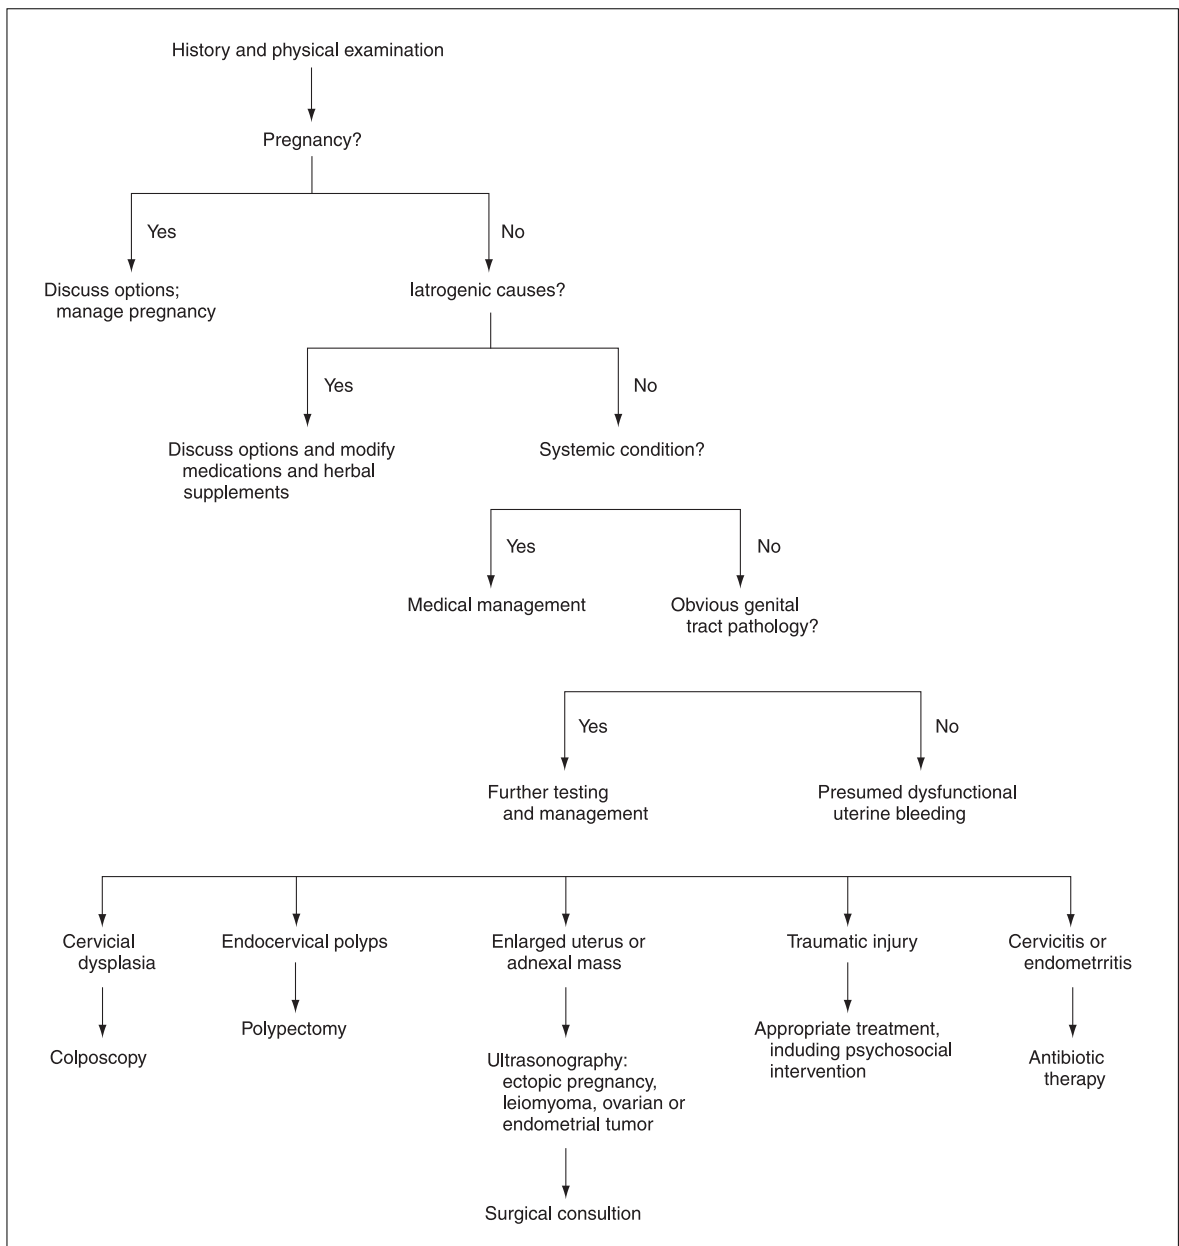 History and physical examination
Pregnancy?
Yes
No
Discuss options;
manage pregnancy
Iatrogenic causes?
Yes
No
Discuss options and modify
medications and herbal
supplements
Systemic condition?
Yes
No
Medical management
Obvious genital
tract pathology?
Yes
No
Further testing
and management
Presumed dysfunctional
uterine bleeding
Cervicial
dysplasia
Endocervical polyps
Enlarged uterus or
adnexal mass
Traumatic injury
Cervicitis or
endometrritis
Colposcopy
Polypectomy
Ultrasonography:
ectopic pregnancy,
leiomyoma, ovarian or
endometrial tumor
Appropriate treatment,
induding psychosocial
intervention
Antibiotic
therapy
Surgical consultion